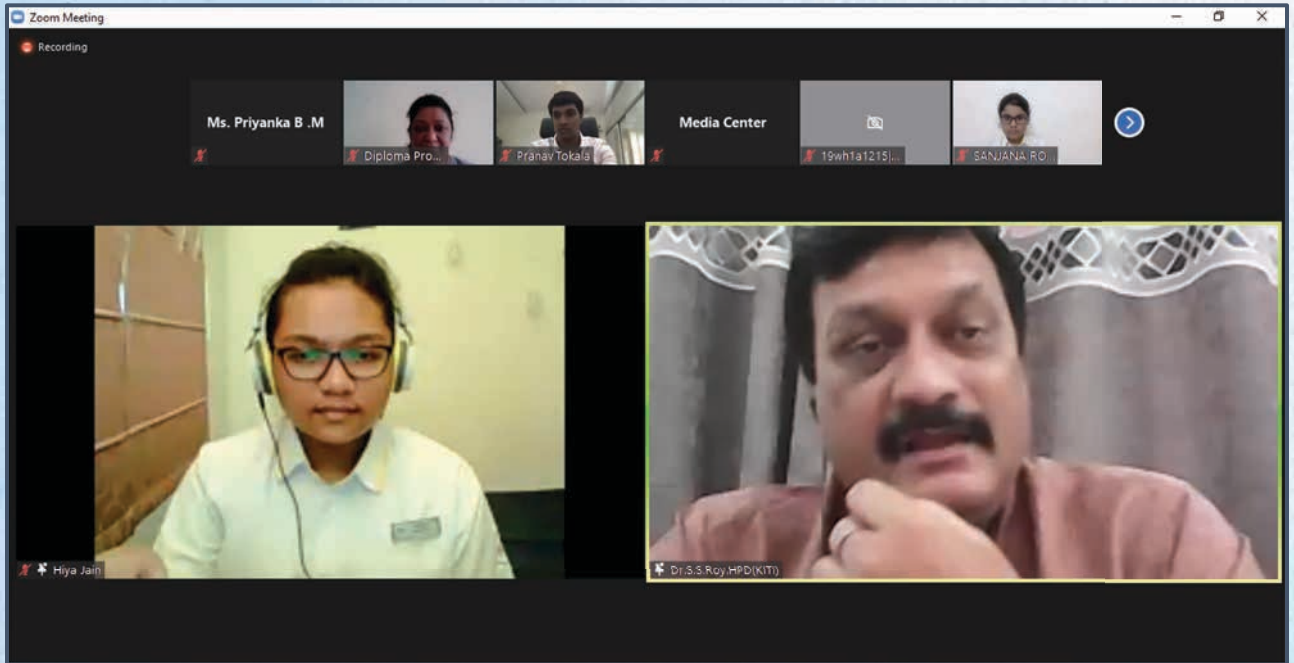 Zoom Meeting
Recording
Ms. Priyanka B .M
Diploma Pro...
Pranav Tokala
Media Center
19wh1a1215|...
SANJANA RO...
Hiya Jain
Dr.S.S.Roy.HPD(KITI)